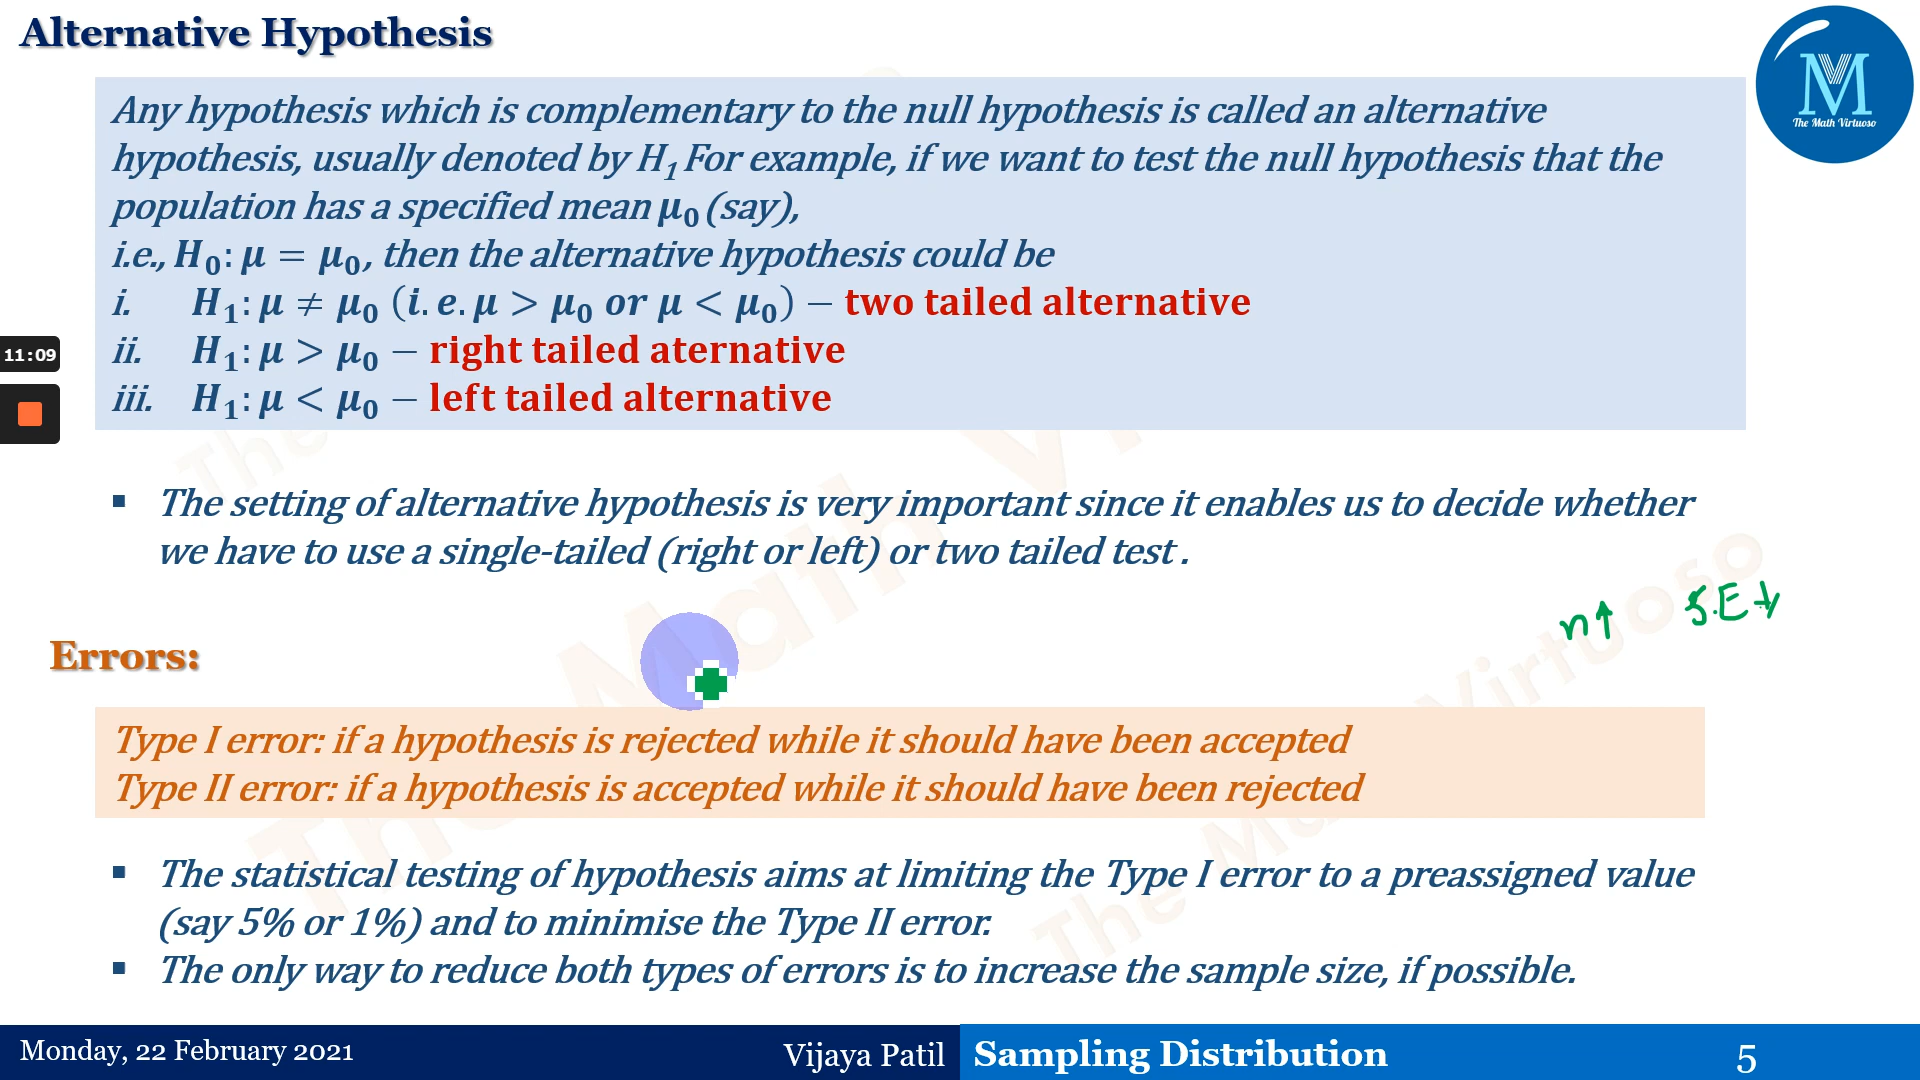 Alternative Hypothesis
M
The Math Virtuoso
Any hypothesis which is complementary to the null hypothesis is called an alternative
hypothesis, usually denoted by H₁ For example, if we want to test the null hypothesis that the
population has a specified mean μ₀ (say),
i.e., H₀: μ = μ₀, then the alternative hypothesis could be
i. H₁: μ ≠ μ₀ (i.e. μ > μ₀ or μ < μ₀) − two tailed alternative
ii. H₁: μ > μ₀ − right tailed aternative
iii. H₁: μ < μ₀ − left tailed alternative
11:09
▪ The setting of alternative hypothesis is very important since it enables us to decide whether
we have to use a single-tailed (right or left) or two tailed test .
n↑ S.E↓
Errors:
Type I error: if a hypothesis is rejected while it should have been accepted
Type II error: if a hypothesis is accepted while it should have been rejected
▪ The statistical testing of hypothesis aims at limiting the Type I error to a preassigned value
(say 5% or 1%) and to minimise the Type II error.
▪ The only way to reduce both types of errors is to increase the sample size, if possible.
The Math Virtuoso
The Math Virtuoso
Monday, 22 February 2021 Vijaya Patil Sampling Distribution 5